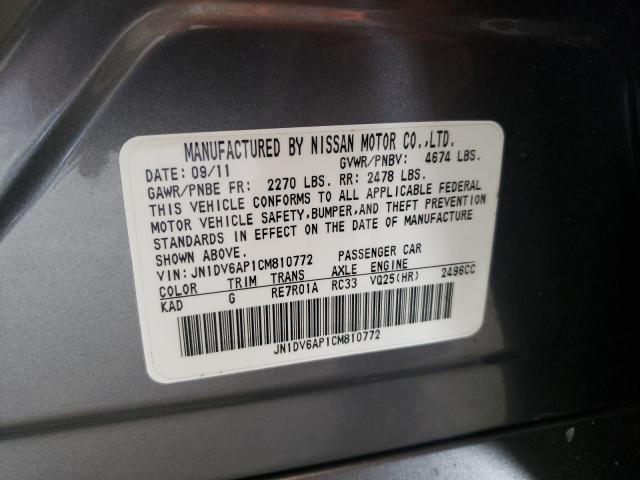 MANUFACTURED BY NISSAN MOTOR CO.,LTD.
DATE: 09/11 GVWR/PNBV: 4674 LBS.
GAWR/PNBE FR: 2270 LBS. RR: 2478 LBS.
THIS VEHICLE CONFORMS TO ALL APPLICABLE FEDERAL
MOTOR VEHICLE SAFETY,BUMPER,AND THEFT PREVENTION
STANDARDS IN EFFECT ON THE DATE OF MANUFACTURE
SHOWN ABOVE.
VIN: JN1DV6AP1CM810772 PASSENGER CAR
COLOR TRIM TRANS AXLE ENGINE
KAD G RE7R01A RC33 VQ25(HR) 2496CC
JN1DV6AP1CM810772